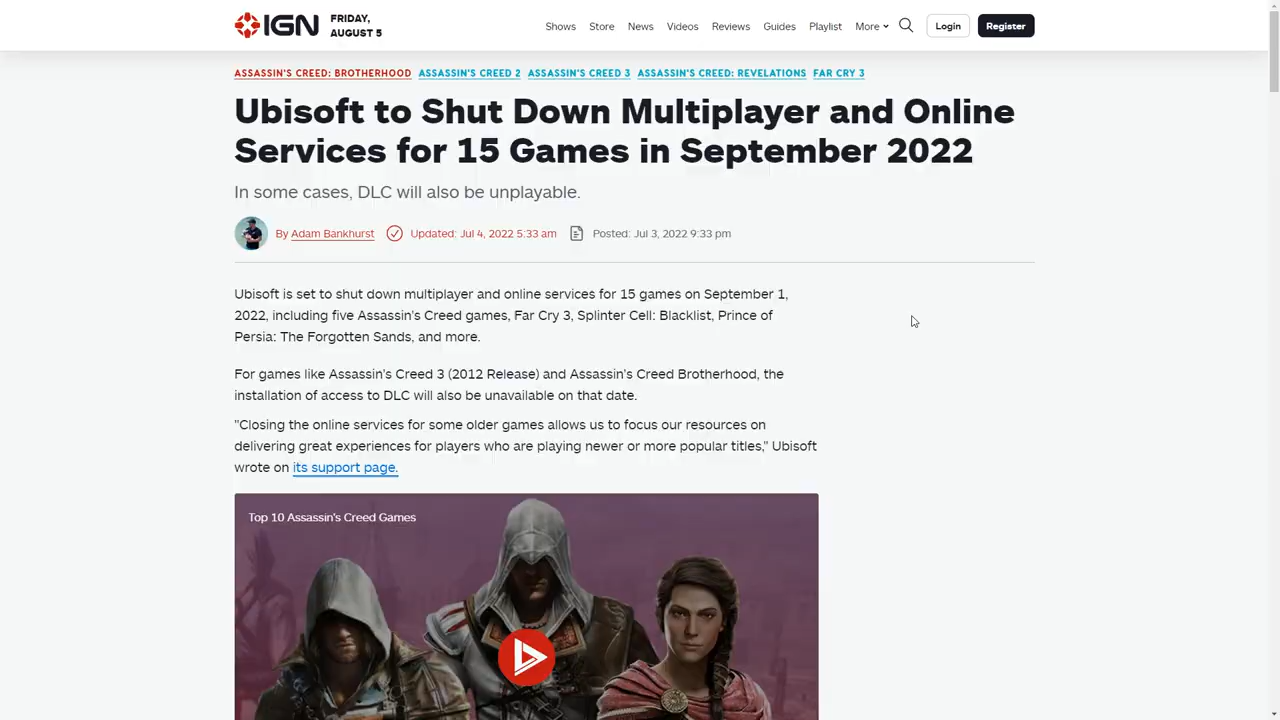 IGN
FRIDAY,
AUGUST 5
Shows Store News Videos Reviews Guides Playlist More Login Register
ASSASSIN'S CREED: BROTHERHOOD ASSASSIN'S CREED 2 ASSASSIN'S CREED 3 ASSASSIN'S CREED: REVELATIONS FAR CRY 3
Ubisoft to Shut Down Multiplayer and Online
Services for 15 Games in September 2022
In some cases, DLC will also be unplayable.
By Adam Bankhurst Updated: Jul 4, 2022 5:33 am Posted: Jul 3, 2022 9:33 pm
Ubisoft is set to shut down multiplayer and online services for 15 games on September 1,
2022, including five Assassin's Creed games, Far Cry 3, Splinter Cell: Blacklist, Prince of
Persia: The Forgotten Sands, and more.
For games like Assassin's Creed 3 (2012 Release) and Assassin's Creed Brotherhood, the
installation of access to DLC will also be unavailable on that date.
"Closing the online services for some older games allows us to focus our resources on
delivering great experiences for players who are playing newer or more popular titles," Ubisoft
wrote on its support page.
Top 10 Assassin's Creed Games